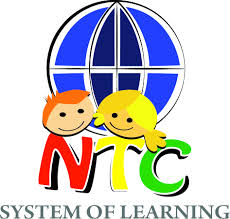 NTC
SYSTEM OF LEARNING